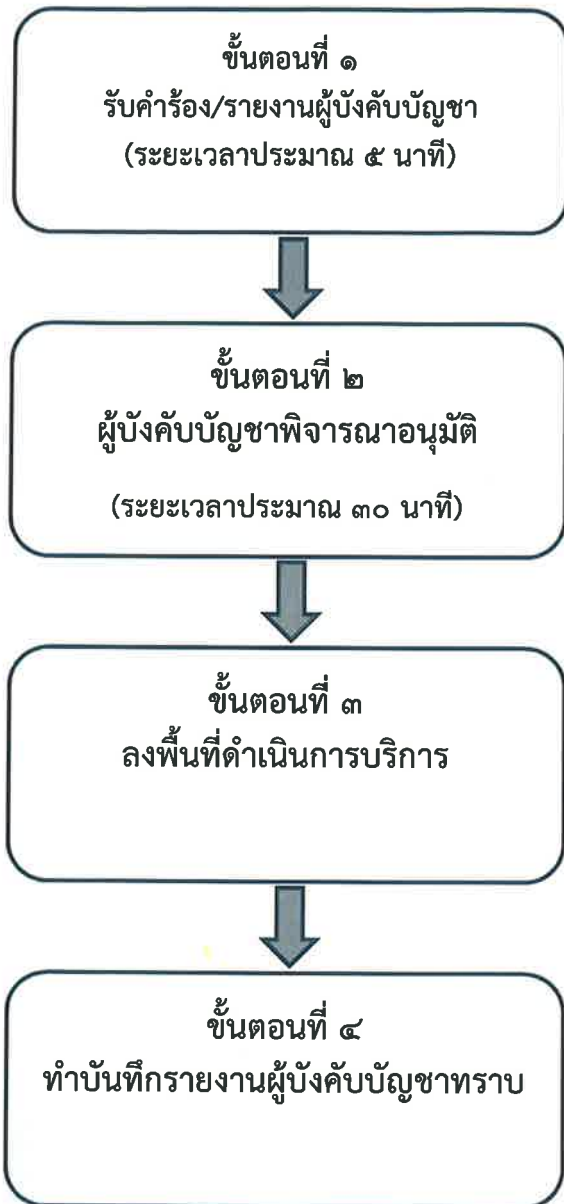 ขั้นตอนที่ ๑
รับคำร้อง/รายงานผู้บังคับบัญชา
(ระยะเวลาประมาณ ๕ นาที)
ขั้นตอนที่ ๒
ผู้บังคับบัญชาพิจารณาอนุมัติ
(ระยะเวลาประมาณ ๓๐ นาที)
ขั้นตอนที่ ๓
ลงพื้นที่ดำเนินการบริการ
ขั้นตอนที่ ๔
ทำบันทึกรายงานผู้บังคับบัญชาทราบ